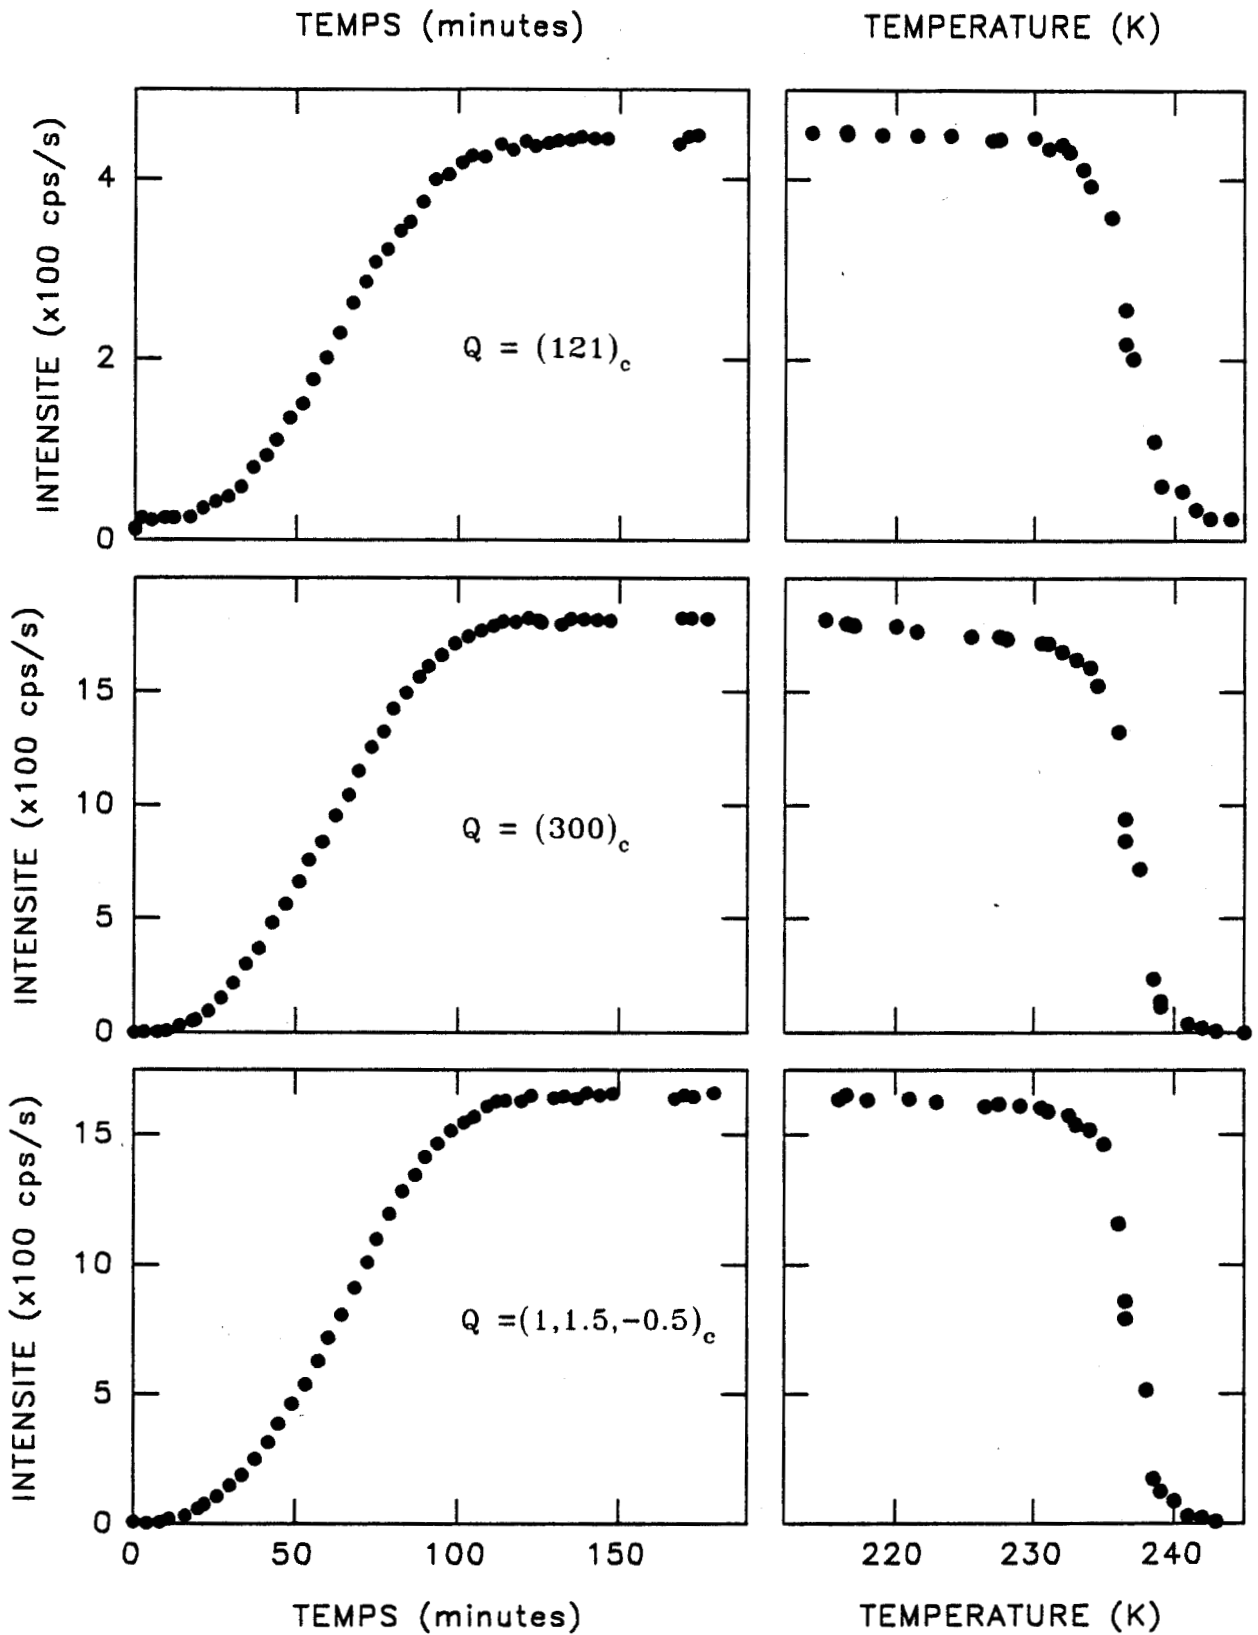 TEMPS (minutes)
TEMPERATURE (K)
INTENSITE (x100 cps/s)
4
2
0
Q = (121)c
INTENSITE (x100 cps/s)
15
10
5
0
Q = (300)c
INTENSITE (x100 cps/s)
15
10
5
0
Q =(1,1.5,-0.5)c
0 50 100 150
220 230 240
TEMPS (minutes)
TEMPERATURE (K)